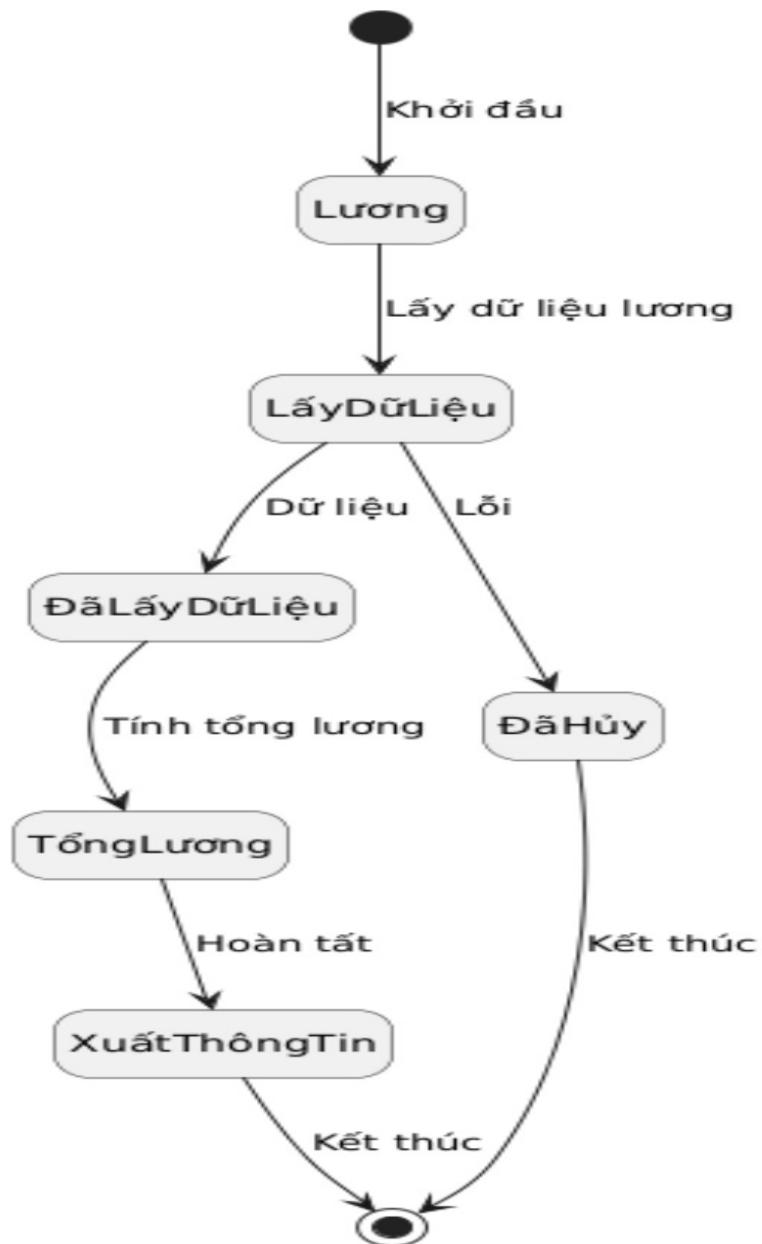 Khởi đầu
Lương
Lấy dữ liệu lương
LấyDữLiệu
Dữ liệu
Lỗi
ĐãLấyDữLiệu
Tính tổng lương
ĐãHủy
TổngLương
Hoàn tất
Kết thúc
XuấtThôngTin
Kết thúc